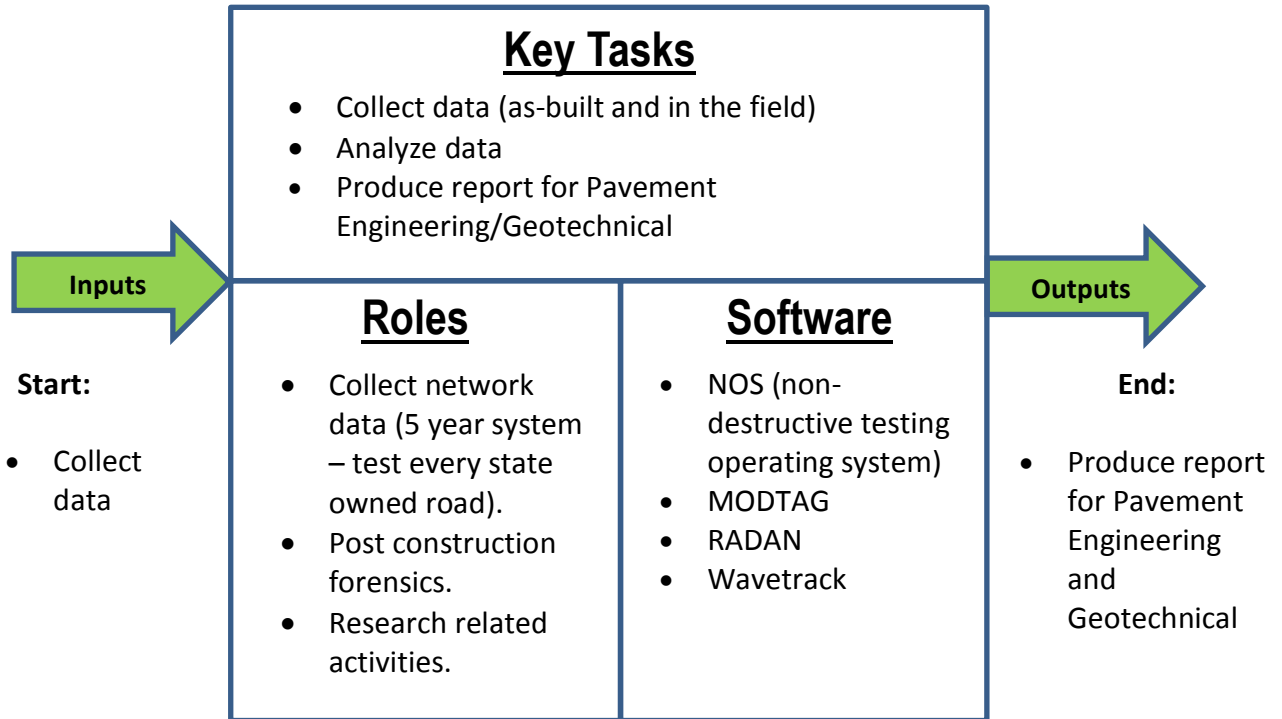 Key Tasks
• Collect data (as-built and in the field)
• Analyze data
• Produce report for Pavement
Engineering/Geotechnical
Inputs
Start:
• Collect
data
Roles
• Collect network
data (5 year system
– test every state
owned road).
• Post construction
forensics.
• Research related
activities.
Software
• NOS (non-
destructive testing
operating system)
• MODTAG
• RADAN
• Wavetrack
Outputs
End:
• Produce report
for Pavement
Engineering
and
Geotechnical